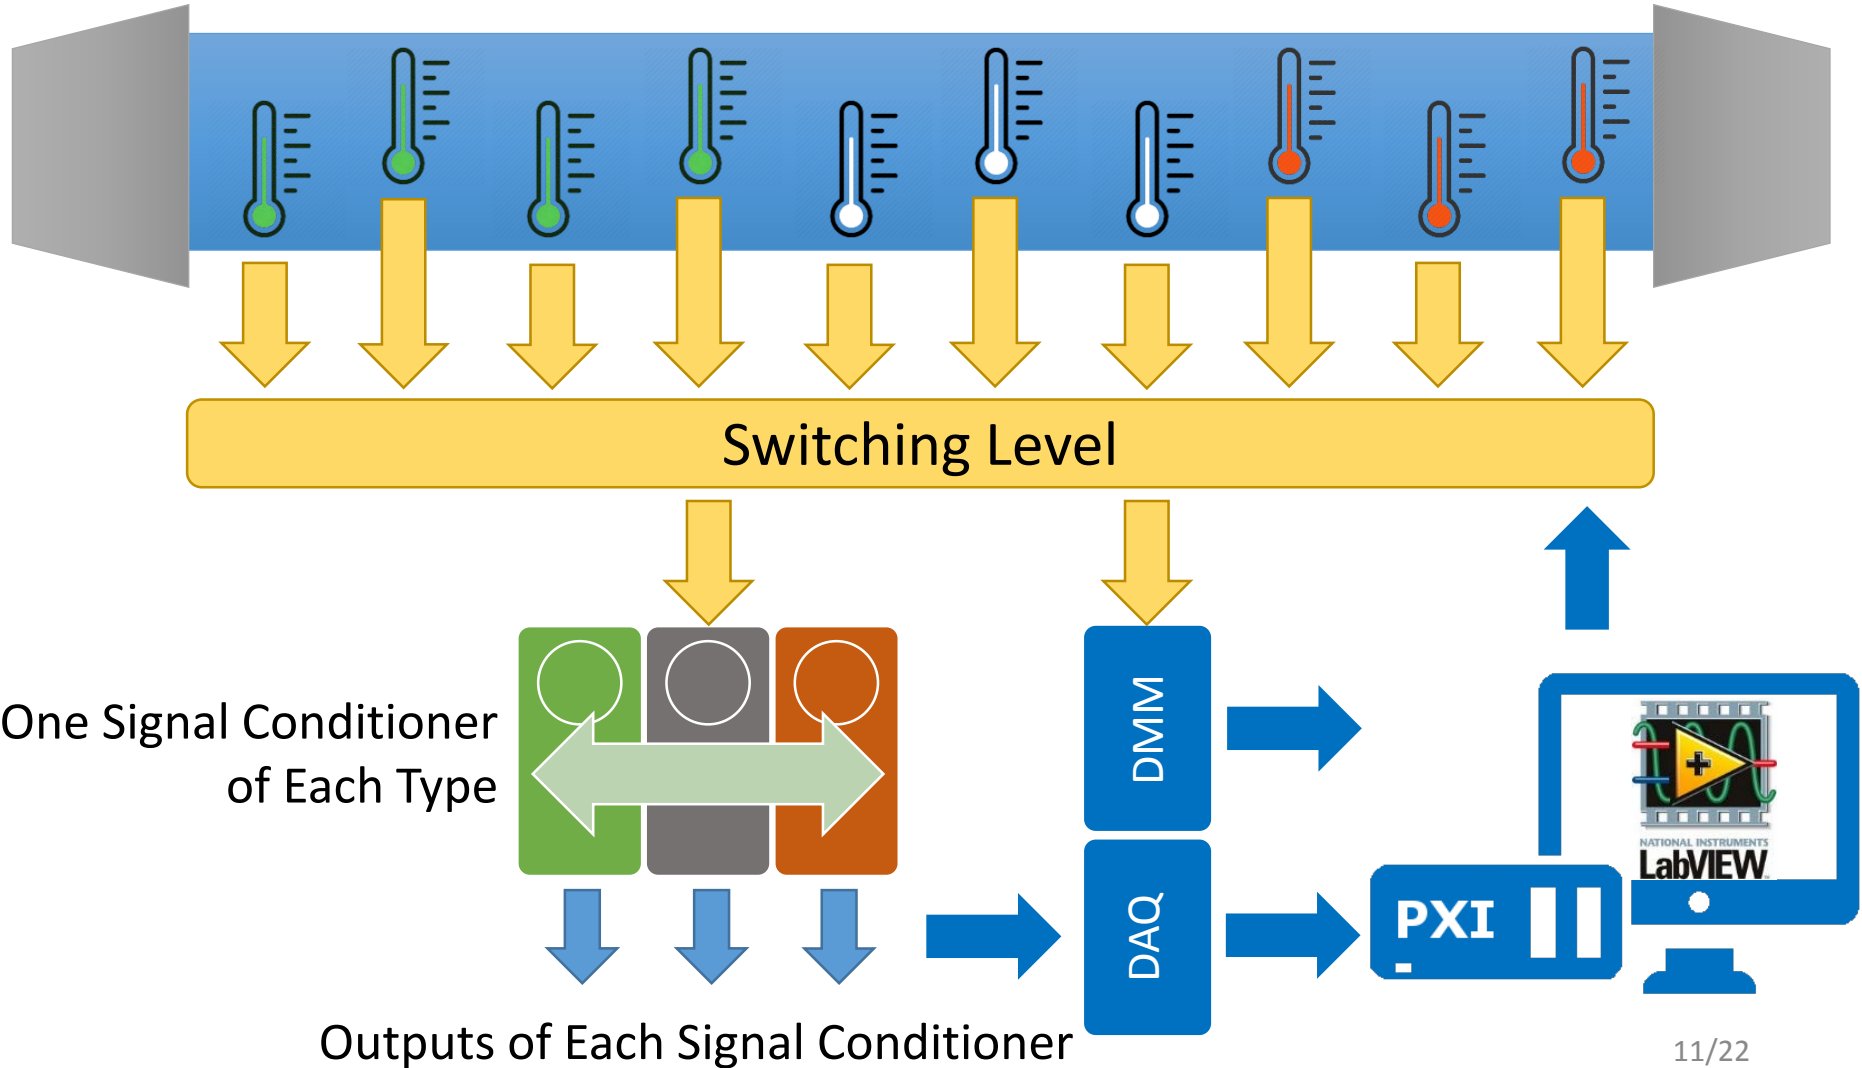 Switching Level
One Signal Conditioner
of Each Type
DMM
DAQ
NATIONAL INSTRUMENTS
LabVIEW
PXI
Outputs of Each Signal Conditioner
11/22